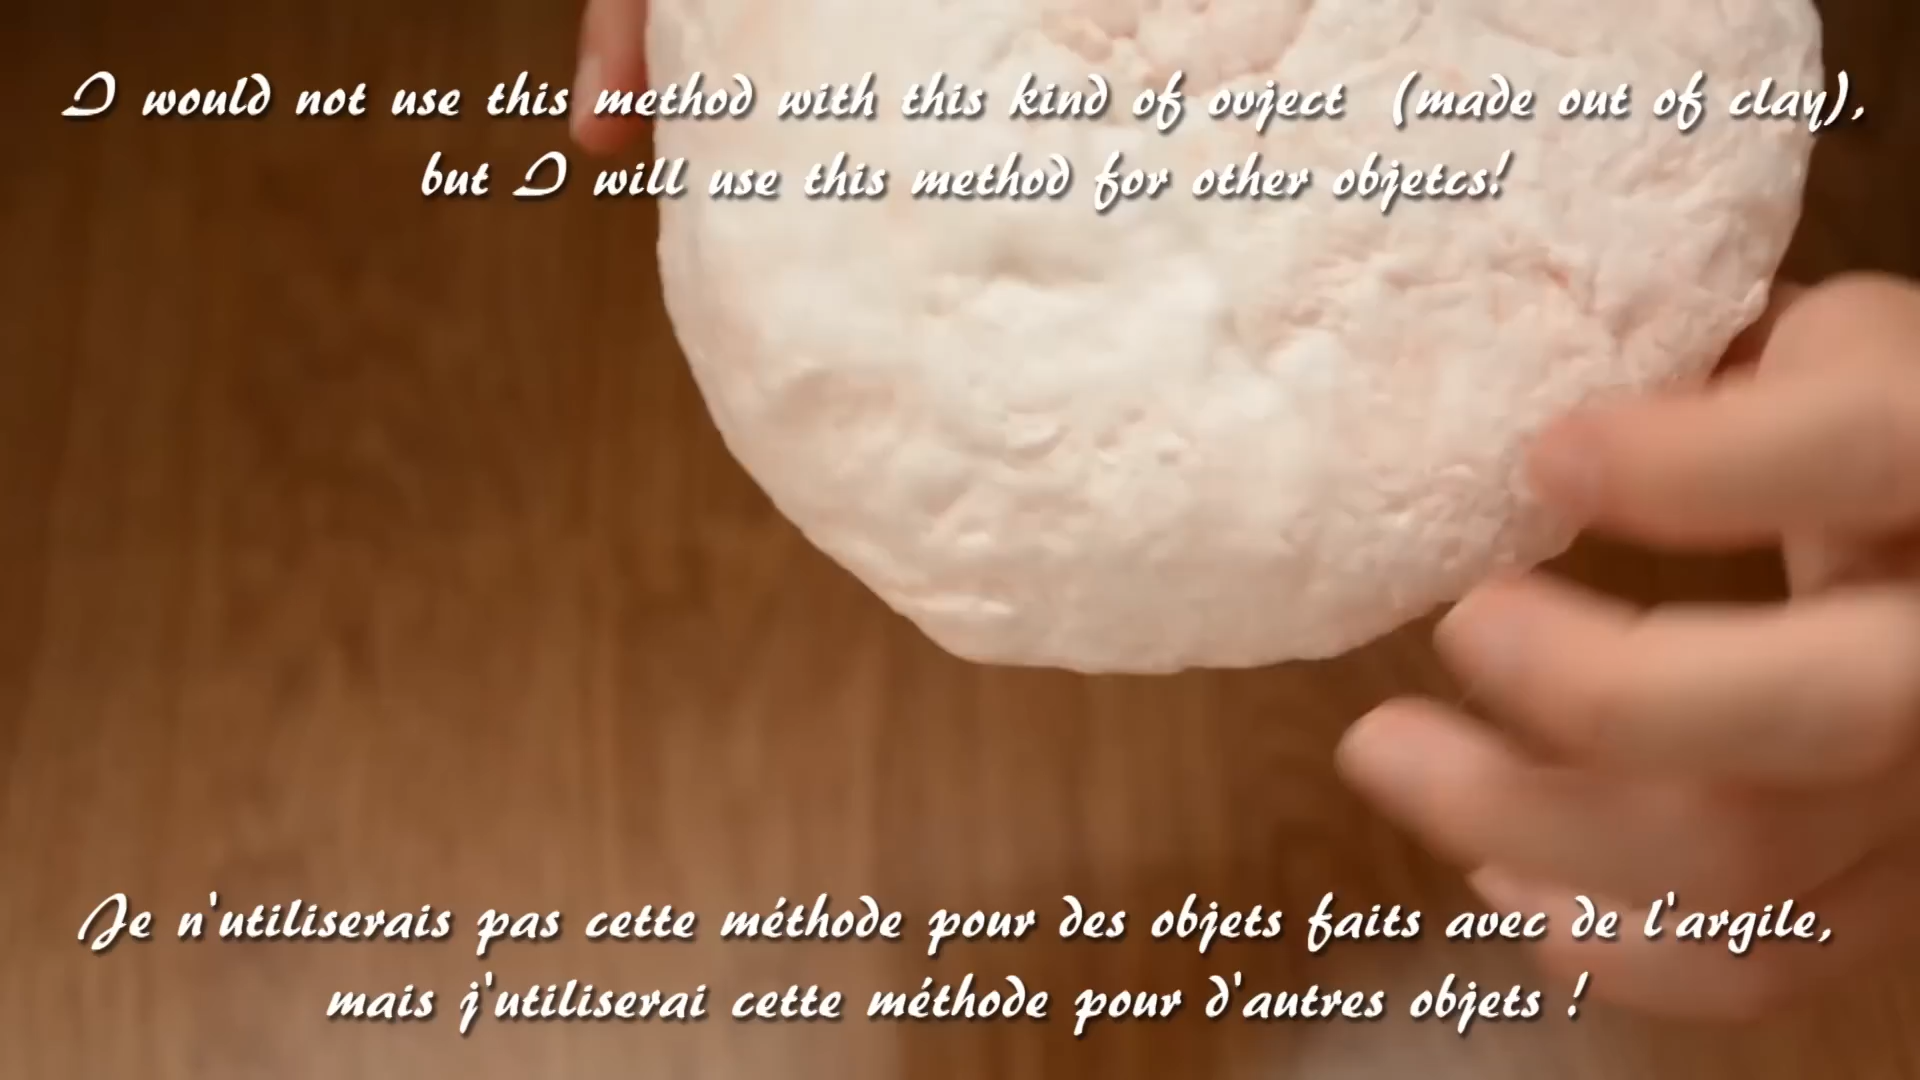 I would not use this method with this kind of ovject (made out of clay),
but I will use this method for other objetcs!
Je n'utiliserais pas cette méthode pour des objets faits avec de l'argile,
mais j'utiliserai cette méthode pour d'autres objets !